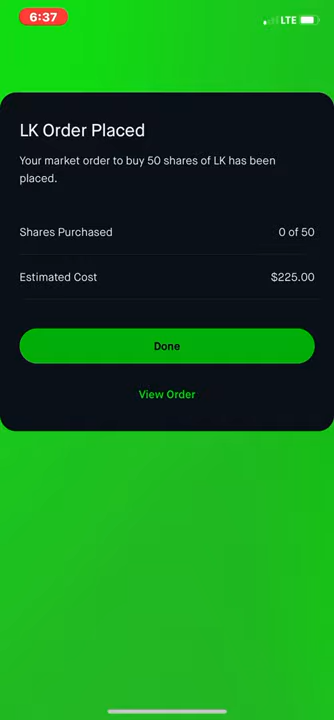 6:37
LTE
LK Order Placed
Your market order to buy 50 shares of LK has been
placed.
Shares Purchased 0 of 50
Estimated Cost $225.00
Done
View Order